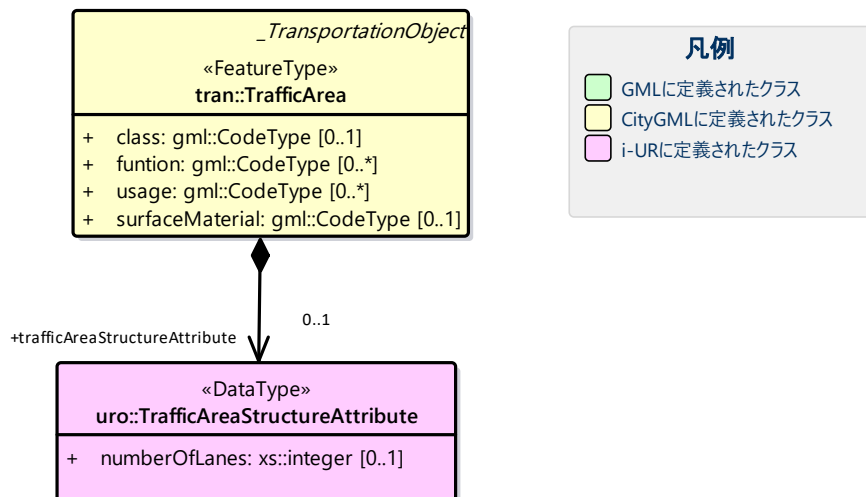 _TransportationObject
«FeatureType»
tran::TrafficArea
+ class: gml::CodeType [0..1]
+ funtion: gml::CodeType [0..*]
+ usage: gml::CodeType [0..*]
+ surfaceMaterial: gml::CodeType [0..1]
凡例
GMLに定義されたクラス
CityGMLに定義されたクラス
i-URに定義されたクラス
0..1
+trafficAreaStructureAttribute
«DataType»
uro::TrafficAreaStructureAttribute
+ numberOfLanes: xs::integer [0..1]